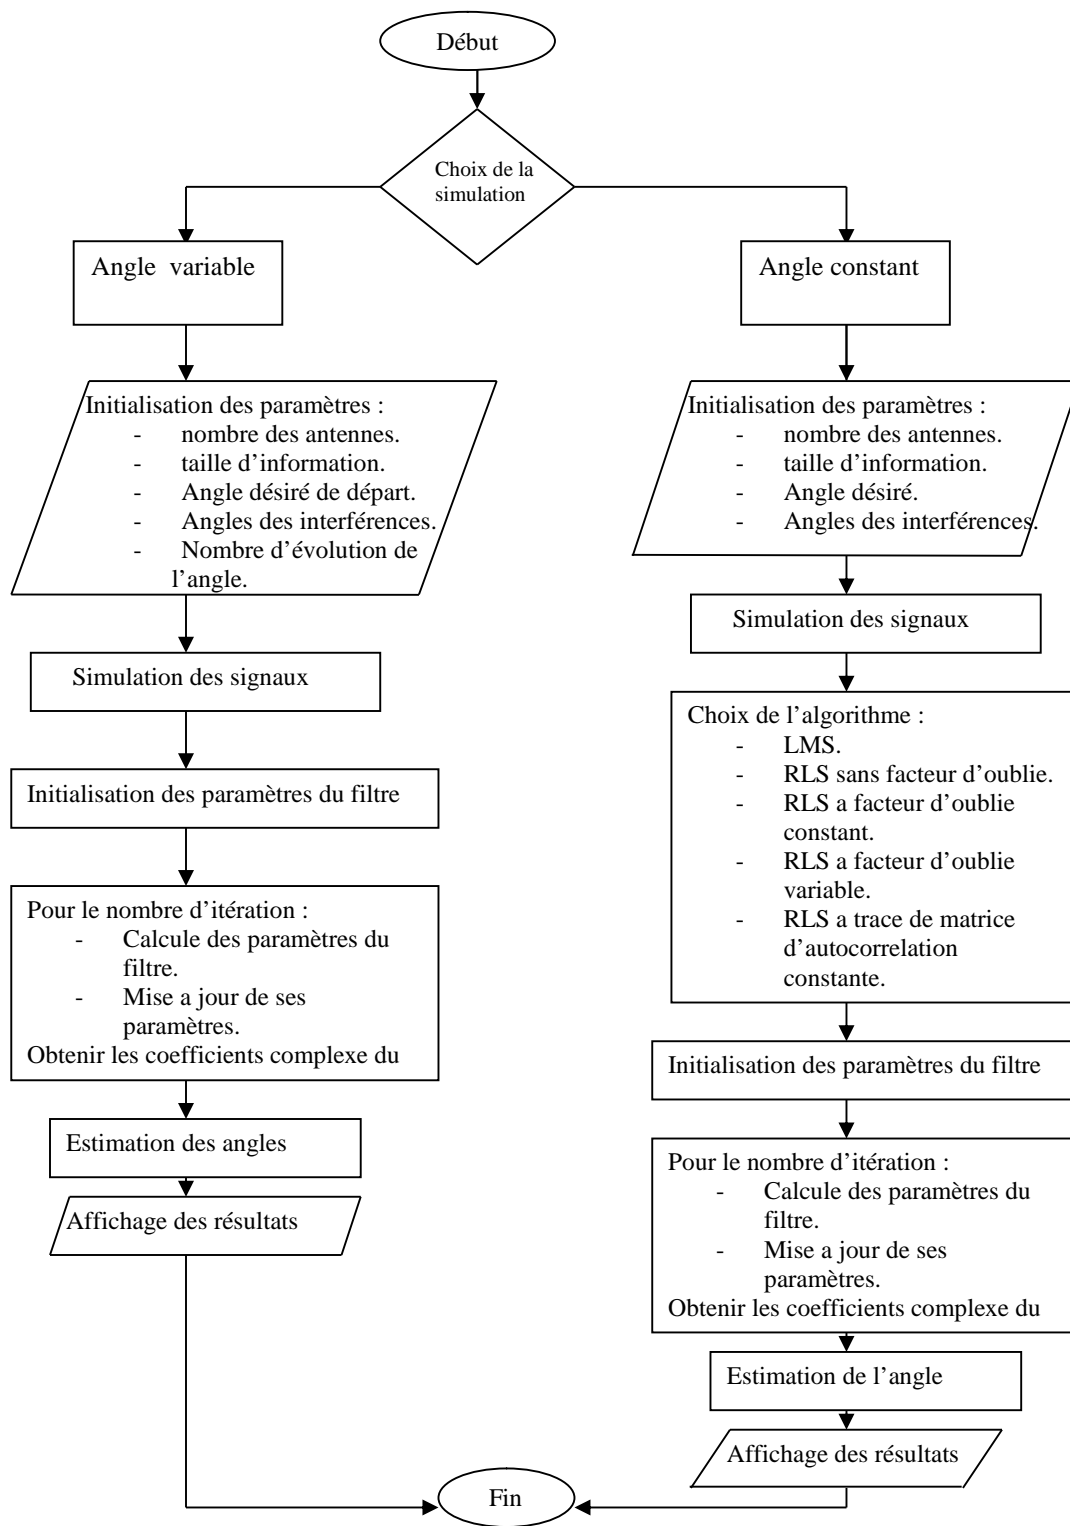 Début
Choix de la
simulation
Angle  variable
Initialisation des paramètres :
- nombre des antennes.
- taille d'information.
- Angle désiré de départ.
- Angles des interférences.
- Nombre d'évolution de
l'angle.
Simulation des signaux
Initialisation des paramètres du filtre
Pour le nombre d'itération :
- Calcule des paramètres du
filtre.
- Mise a jour de ses
paramètres.
Obtenir les coefficients complexe du
Estimation des angles
Affichage des résultats
Angle constant
Initialisation des paramètres :
- nombre des antennes.
- taille d'information.
- Angle désiré.
- Angles des interférences.
Simulation des signaux
Choix de l'algorithme :
- LMS.
- RLS sans facteur d'oublie.
- RLS a facteur d'oublie
constant.
- RLS a facteur d'oublie
variable.
- RLS a trace de matrice
d'autocorrelation
constante.
Initialisation des paramètres du filtre
Pour le nombre d'itération :
- Calcule des paramètres du
filtre.
- Mise a jour de ses
paramètres.
Obtenir les coefficients complexe du
Estimation de l'angle
Affichage des résultats
Fin